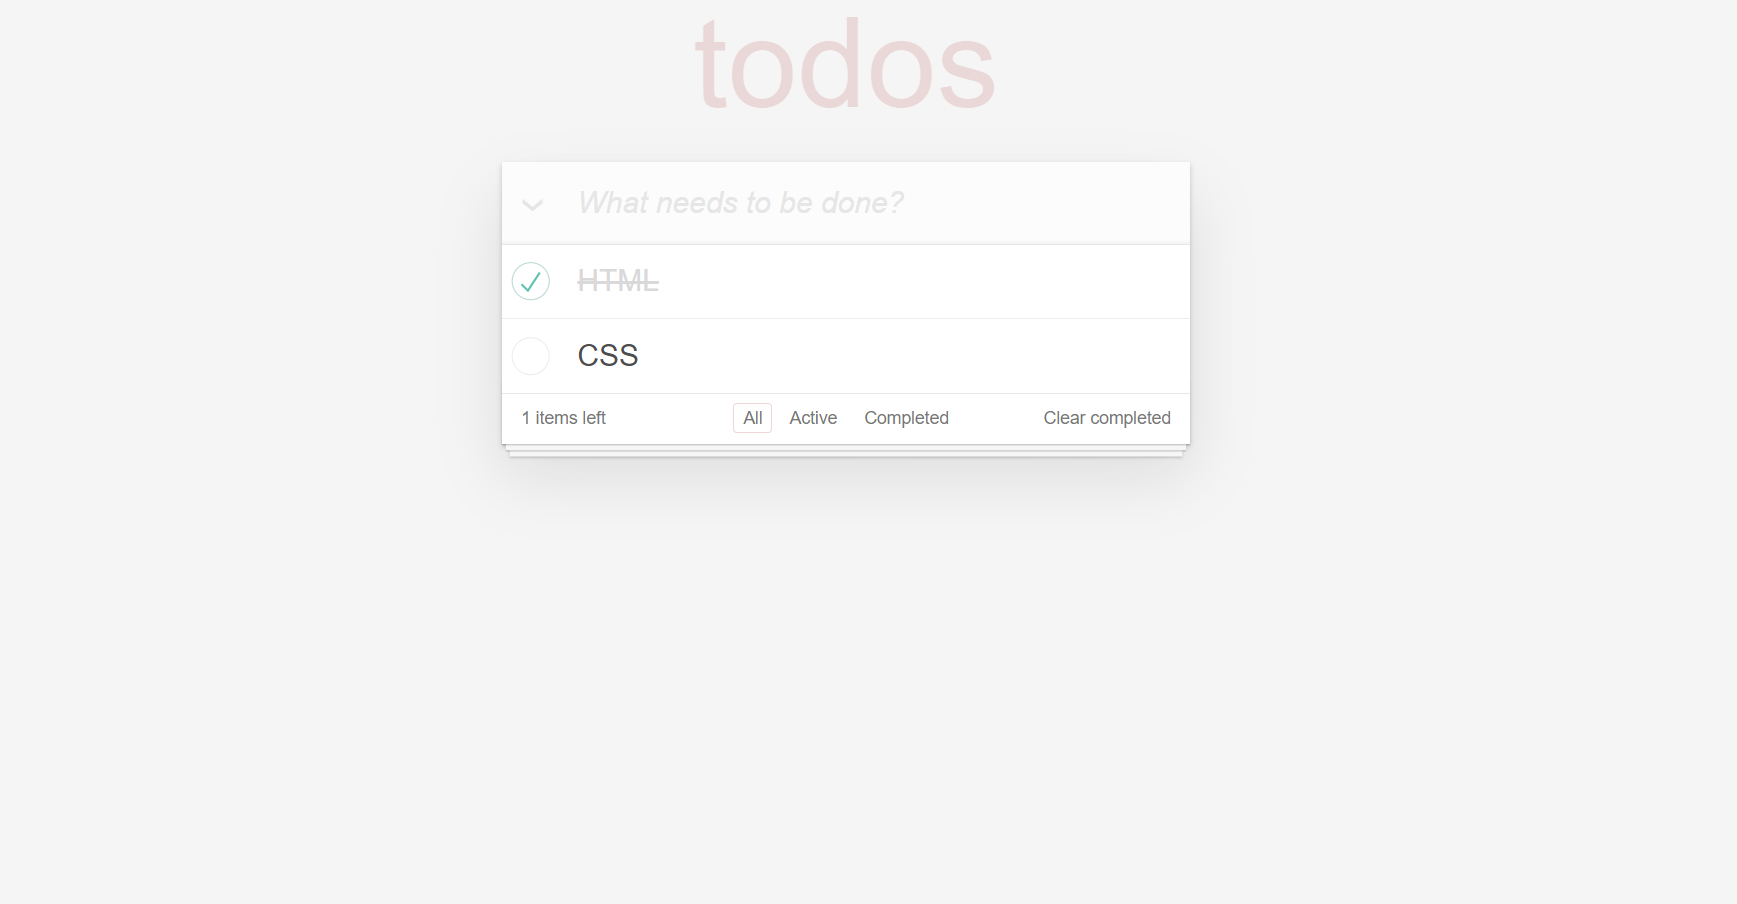 todos
What needs to be done?
HTML
CSS
1 items left All Active Completed Clear completed